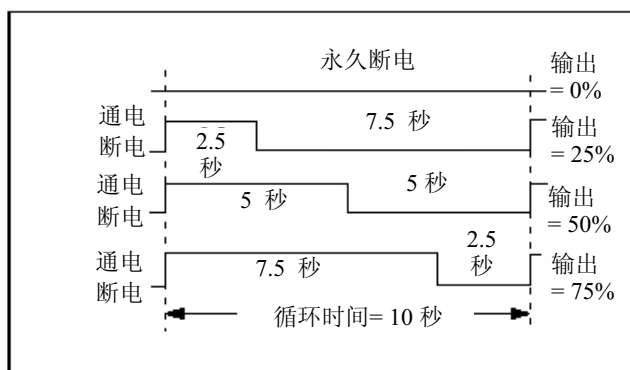 永久断电
输出
= 0%
通电
断电
2.5
秒
7.5 秒
输出
= 25%
通电
断电
5 秒
5 秒
输出
= 50%
通电
断电
7.5 秒
2.5
秒
输出
= 75%
循环时间= 10 秒